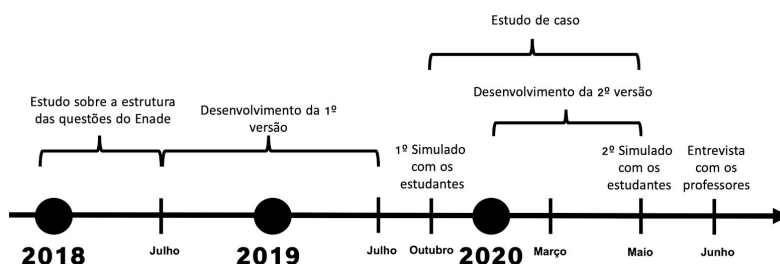 Estudo de caso
Estudo sobre a estrutura
das questões do Enade
Desenvolvimento da 1º
versão
Desenvolvimento da 2º versão
1º Simulado
com os
estudantes
2º Simulado
com os
estudantes
Entrevista
com os
professores
2018
Julho
2019
Julho
Outubro
2020
Março
Maio
Junho